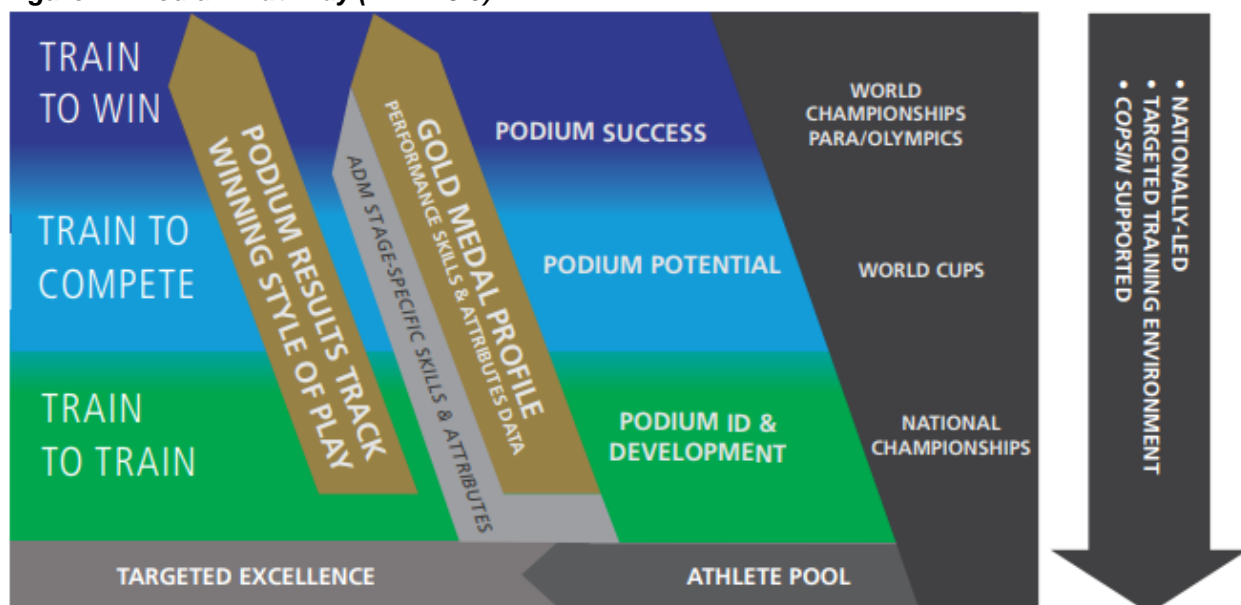 TRAIN
TO WIN
TRAIN TO
COMPETE
TRAIN
TO TRAIN
PODIUM RESULTS TRACK
WINNING STYLE OF PLAY
GOLD MEDAL PROFILE
PERFORMANCE SKILLS & ATTRIBUTES DATA
ADM STAGE-SPECIFIC SKILLS & ATTRIBUTES
PODIUM SUCCESS
PODIUM POTENTIAL
PODIUM ID &
DEVELOPMENT
WORLD
CHAMPIONSHIPS
PARA/OLYMPICS
WORLD CUPS
NATIONAL
CHAMPIONSHIPS
• NATIONALLY-LED
• TARGETED TRAINING ENVIRONMENT
• COPSIN SUPPORTED
TARGETED EXCELLENCE
ATHLETE POOL